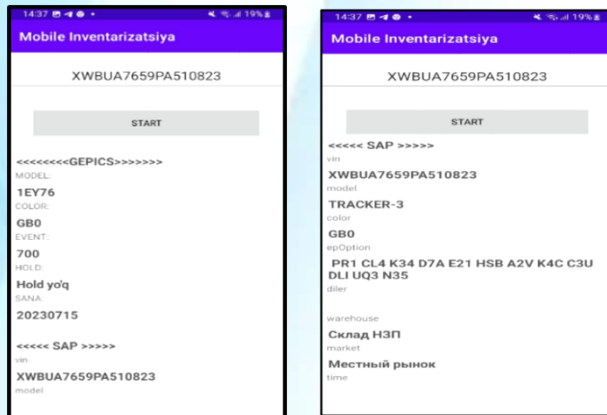 14:37
19%
Mobile Inventarizatsiya
XWBUA7659PA510823
START
<<<<<<<<GEPICS>>>>>>>
MODEL:
1EY76
COLOR:
GB0
EVENT:
700
HOLD:
Hold yo'q
SANA:
20230715
<<<<< SAP >>>>>
vin
XWBUA7659PA510823
model
14:37
19%
Mobile Inventarizatsiya
XWBUA7659PA510823
START
<<<<< SAP >>>>>
vin
XWBUA7659PA510823
model
TRACKER-3
color
GB0
epOption
PR1 CL4 K34 D7A E21 HSB A2V K4C C3U
DLI UQ3 N35
diler
warehouse
Склад НЗП
market
Местный рынок
time